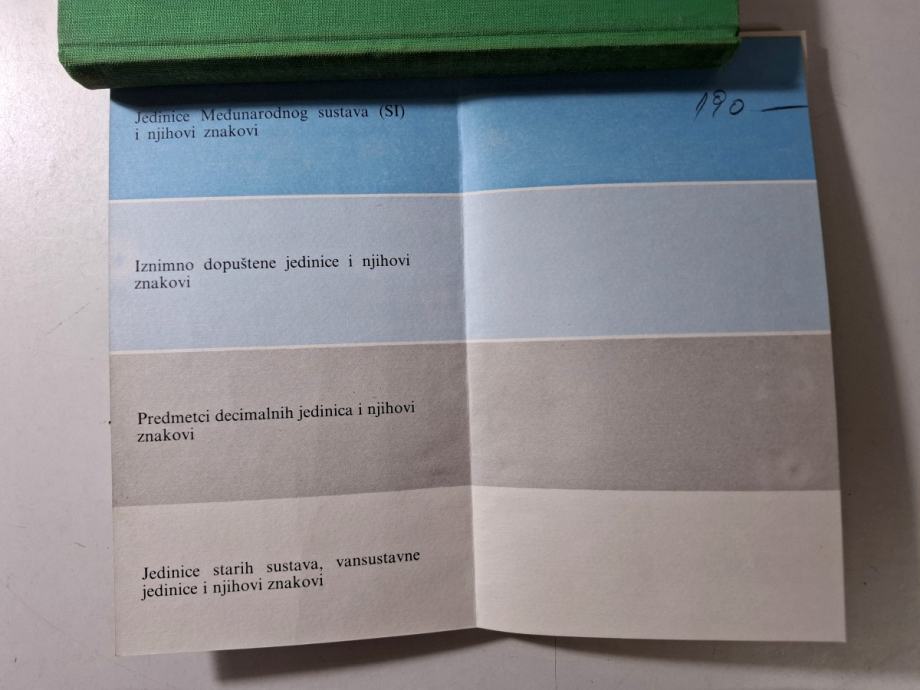 Jedinice Međunarodnog sustava (SI)
i njihovi znakovi
190 —
Iznimno dopuštene jedinice i njihovi
znakovi
Predmetci decimalnih jedinica i njihovi
znakovi
Jedinice starih sustava, vansustavne
jedinice i njihovi znakovi